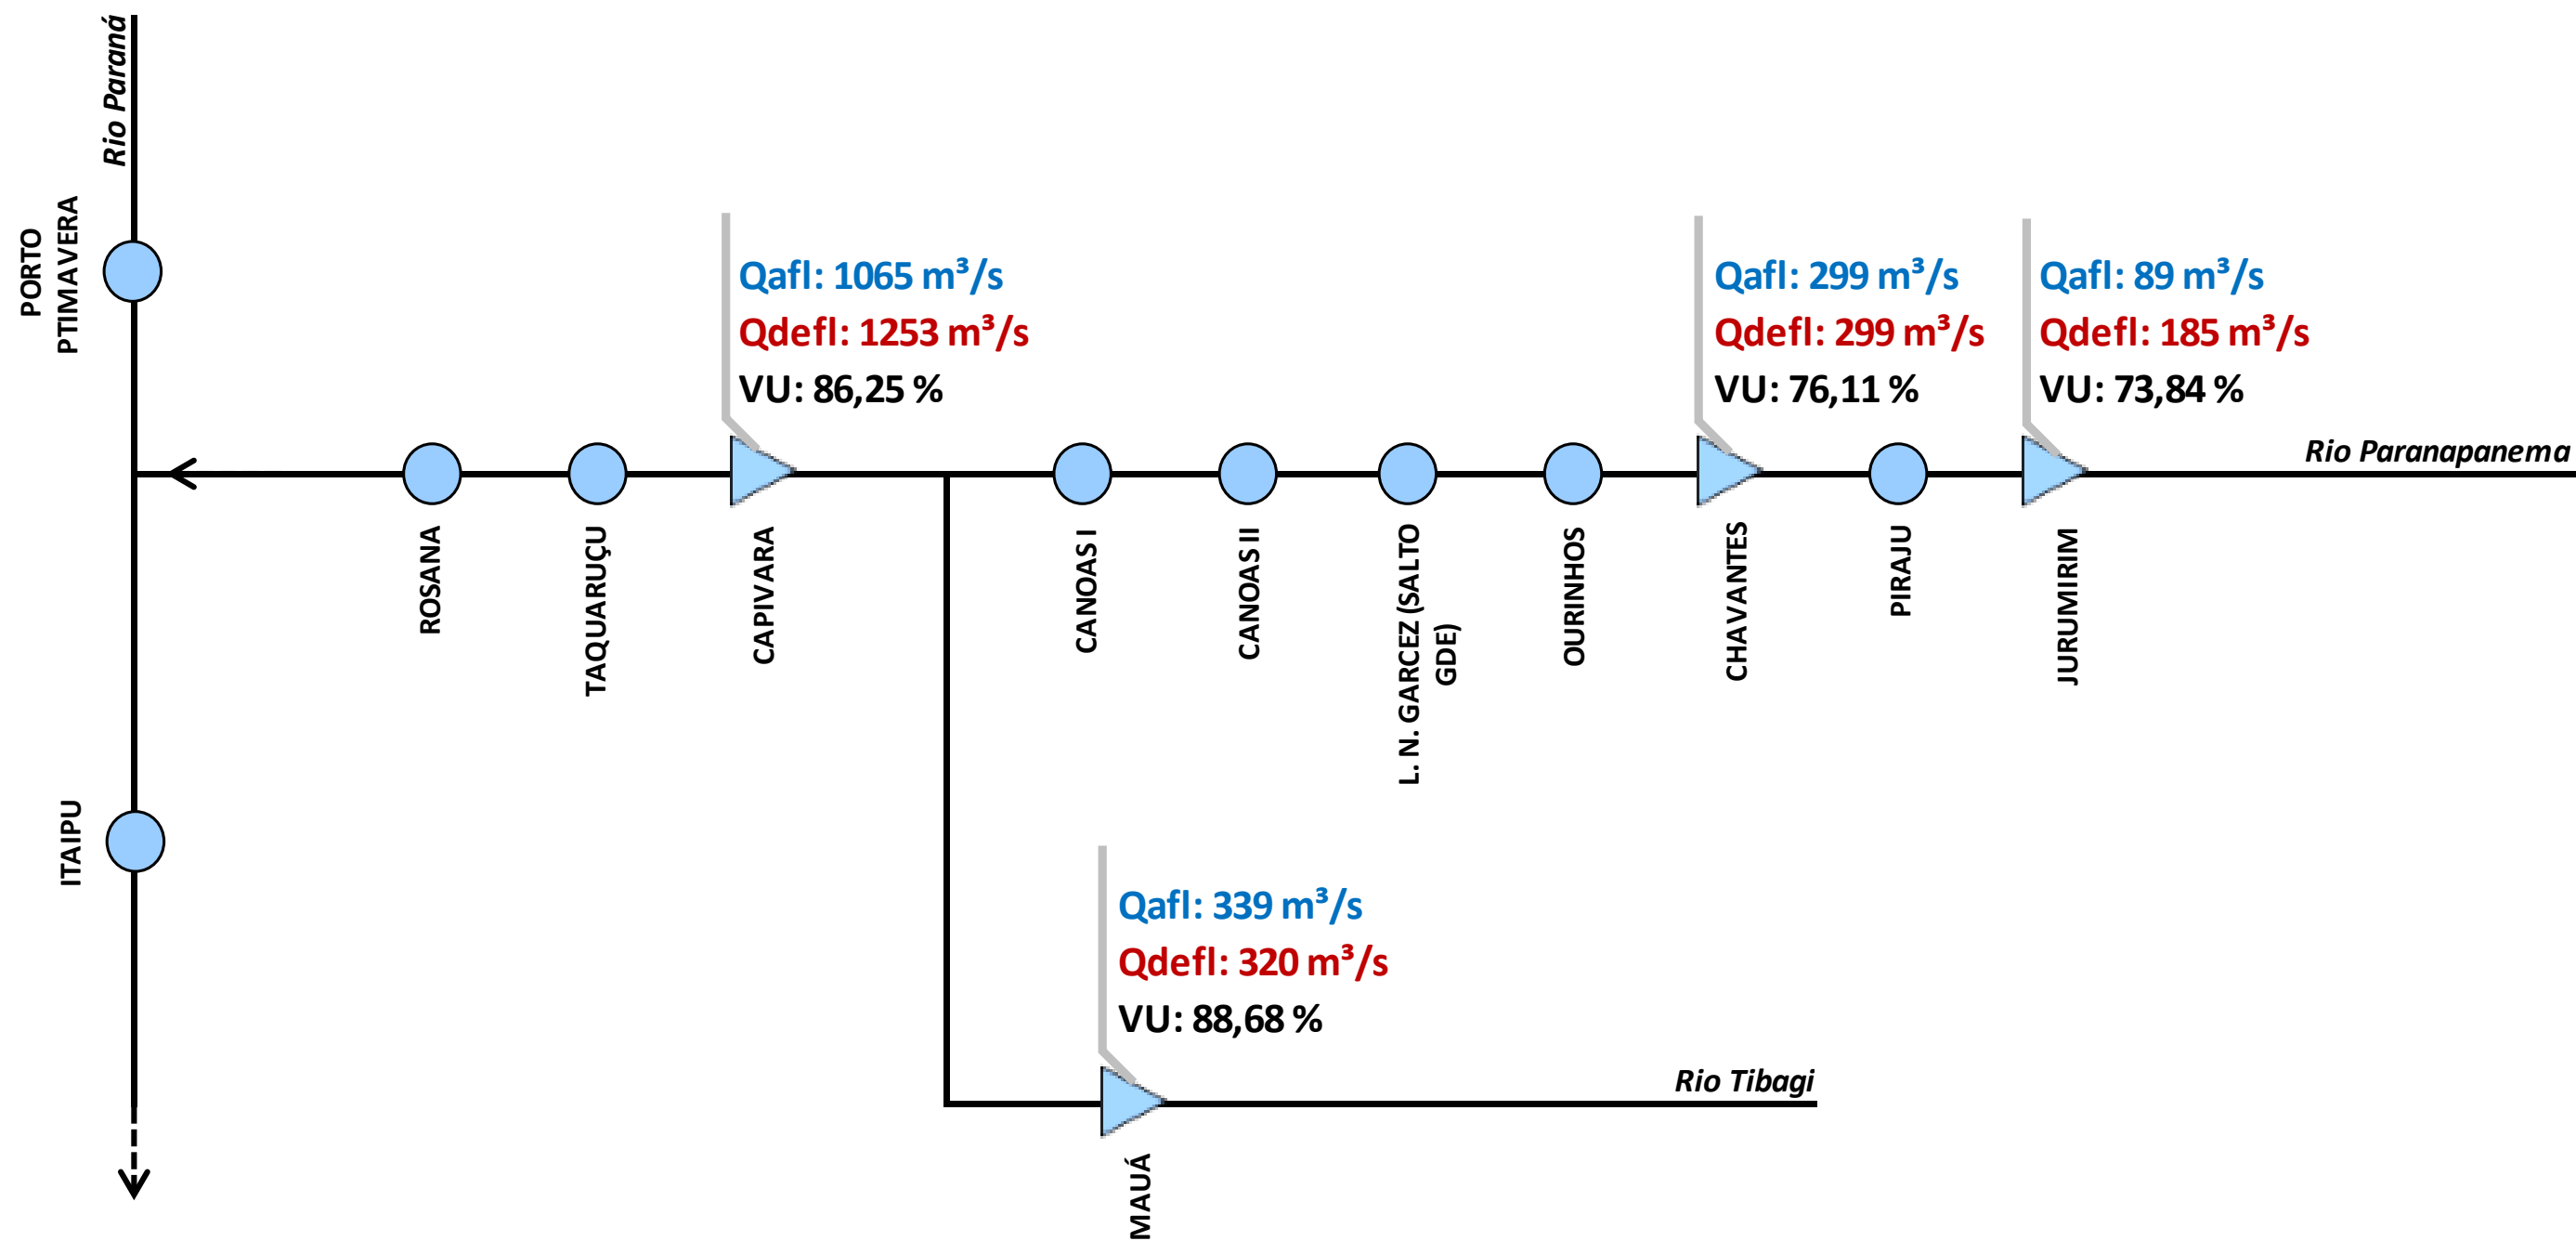 Rio Paraná
PORTO
PTIMAVERA
Qafl: 1065 m³/s
Qdefl: 1253 m³/s
VU: 86,25 %
Qafl: 299 m³/s
Qdefl: 299 m³/s
VU: 76,11 %
Qafl: 89 m³/s
Qdefl: 185 m³/s
VU: 73,84 %
Rio Paranapanema
ROSANA
TAQUARUÇU
CAPIVARA
CANOAS I
CANOAS II
L. N. GARCEZ (SALTO
GDE)
OURINHOS
CHAVANTES
PIRAJU
JURUMIRIM
ITAIPU
Qafl: 339 m³/s
Qdefl: 320 m³/s
VU: 88,68 %
Rio Tibagi
MAUÁ